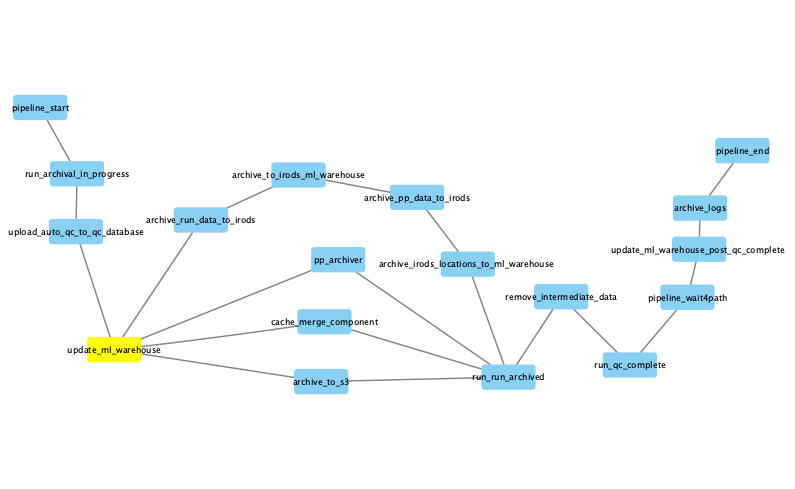 pipeline_start
run_archival_in_progress
upload_auto_qc_to_qc_database
update_ml_warehouse
archive_run_data_to_irods
archive_to_irods_ml_warehouse
archive_pp_data_to_irods
archive_irods_locations_to_ml_warehouse
pp_archiver
cache_merge_component
archive_to_s3
run_run_archived
remove_intermediate_data
run_qc_complete
pipeline_wait4path
update_ml_warehouse_post_qc_complete
archive_logs
pipeline_end